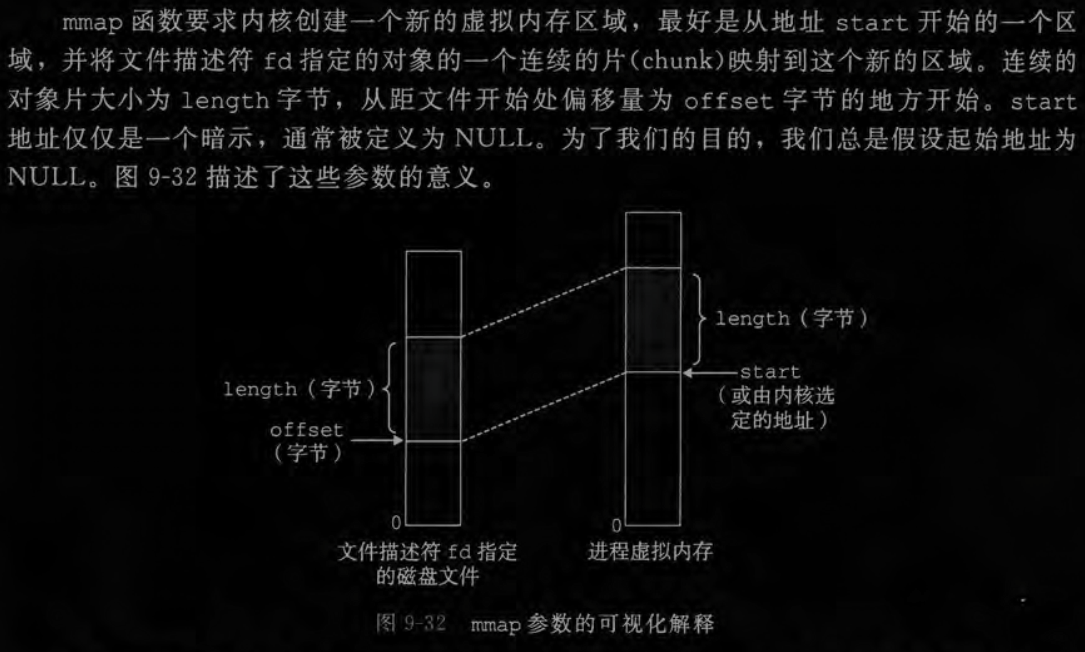 mmap 函数要求内核创建一个新的虚拟内存区域，最好是从地址 start 开始的一个区
域，并将文件描述符 fd 指定的对象的一个连续的片(chunk)映射到这个新的区域。连续的
对象片大小为 length 字节，从距文件开始处偏移量为 offset 字节的地方开始。start
地址仅仅是一个暗示，通常被定义为 NULL。为了我们的目的，我们总是假设起始地址为
NULL。图 9-32 描述了这些参数的意义。
length（字节）
start
（或由内核选
定的地址）
length（字节）
offset
（字节）
0
0
文件描述符 fd 指定
的磁盘文件
进程虚拟内存
图 9-32 mmap 参数的可视化解释